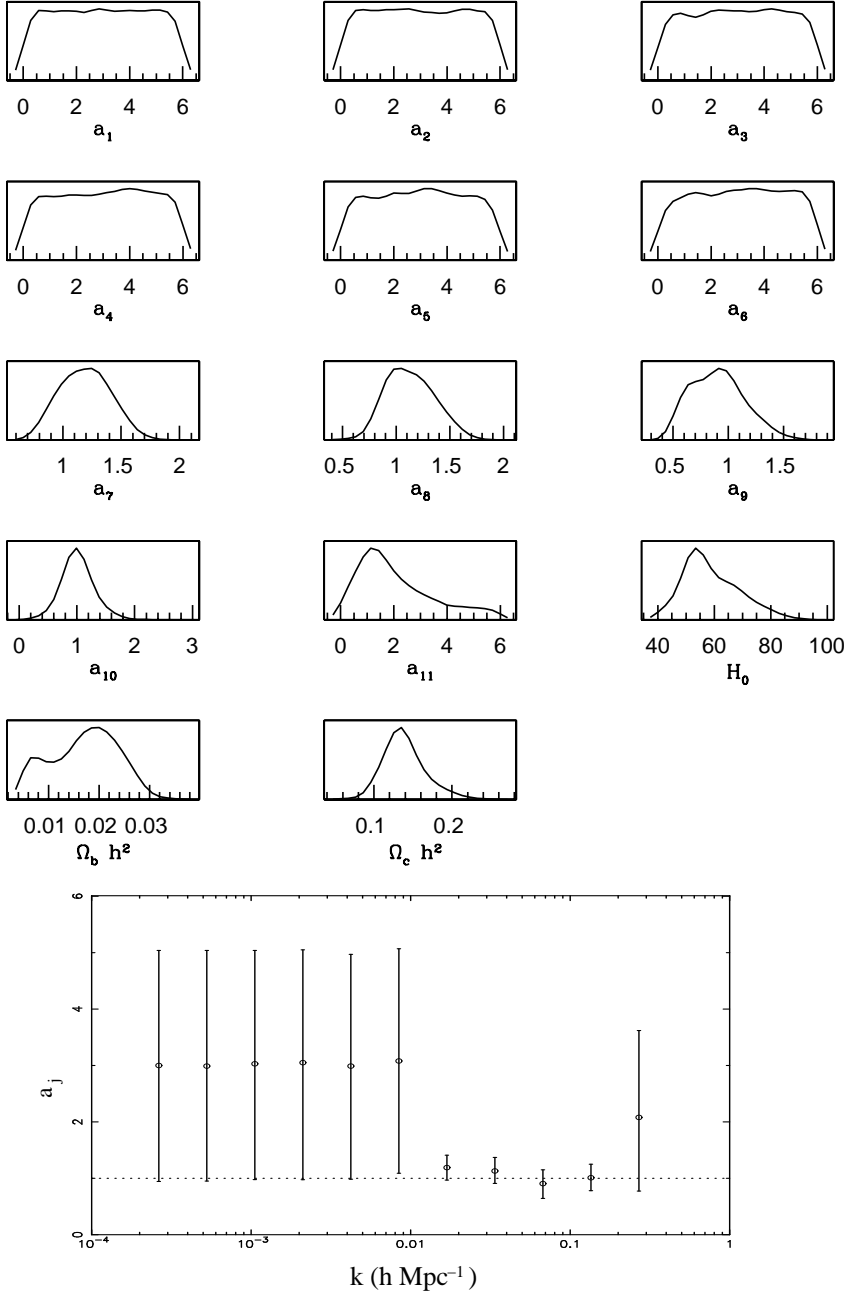 0 2 4 6 0 2 4 6 0 2 4 6
a₁ a₂ a₃
0 2 4 6 0 2 4 6 0 2 4 6
a₄ a₅ a₆
1 1.5 2 0.5 1 1.5 2 0.5 1 1.5
a₇ a₈ a₉
0 1 2 3 0 2 4 6 40 60 80 100
a₁₀ a₁₁ H₀
0.01 0.02 0.03 0.1 0.2
Ω_b h² Ω_c h²
6
4
a_j
2
0
10⁻⁴ 10⁻³ 0.01 0.1 1
k (h Mpc⁻¹)